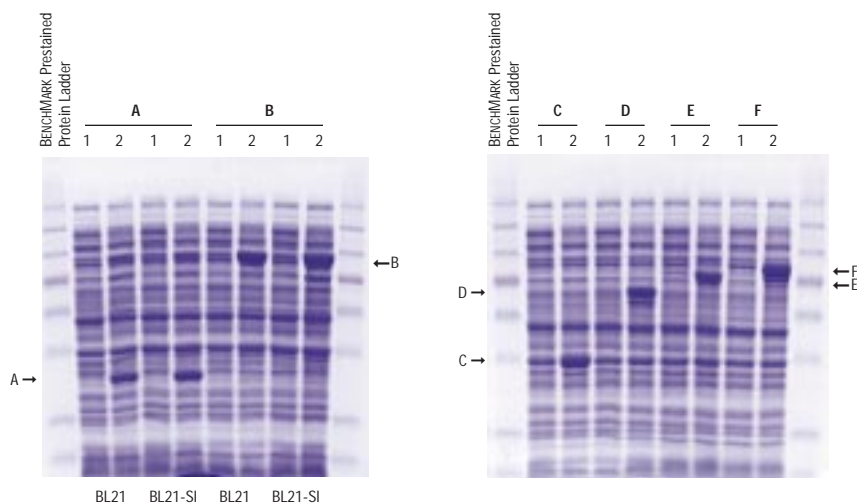 BENCHMARK Prestained
Protein Ladder
A B
1 2 1 2 1 2 1 2
B
A
BL21 BL21-SI BL21 BL21-SI
BENCHMARK Prestained
Protein Ladder
C D E F
1 2 1 2 1 2 1 2
F
E
D
C